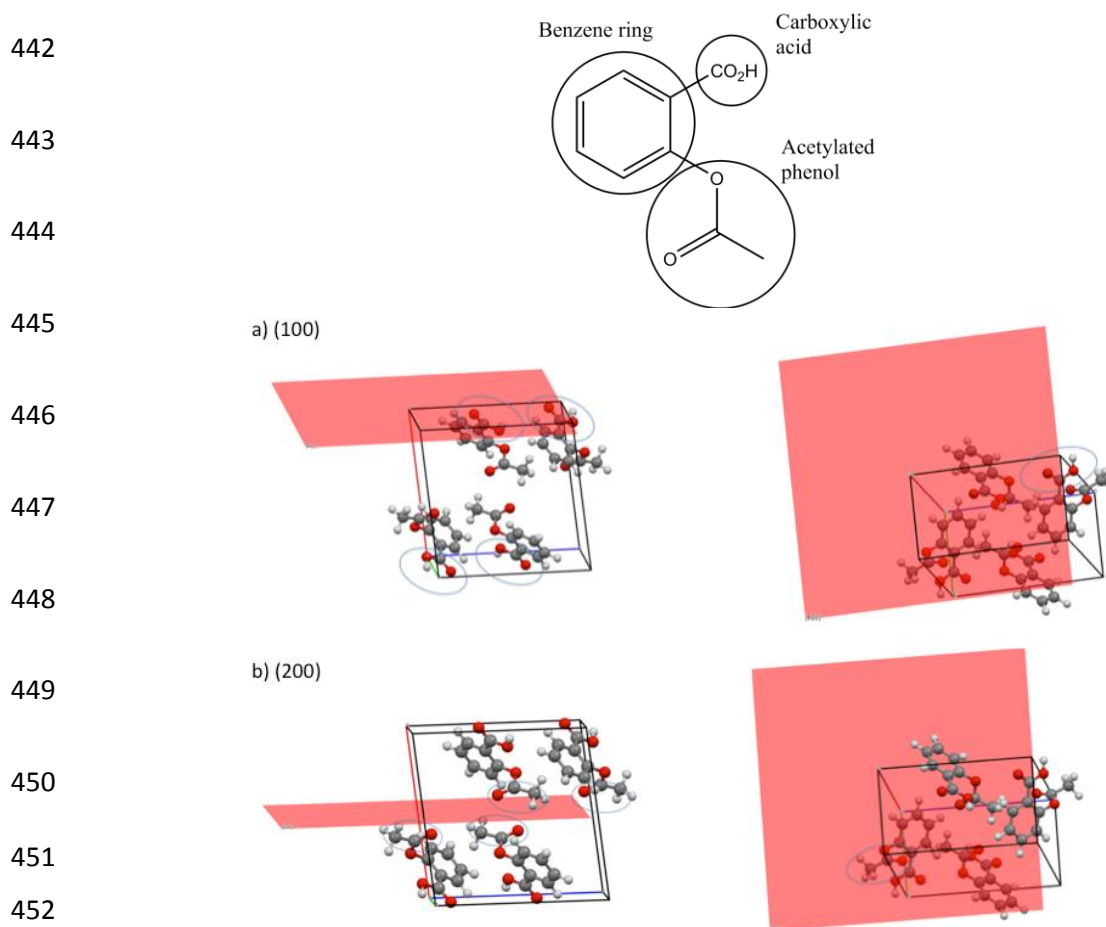 442
Benzene ring
Carboxylic
acid
CO2H
443
Acetylated
phenol
O
444
O
445
a) (100)
446
447
448
449
b) (200)
450
451
452